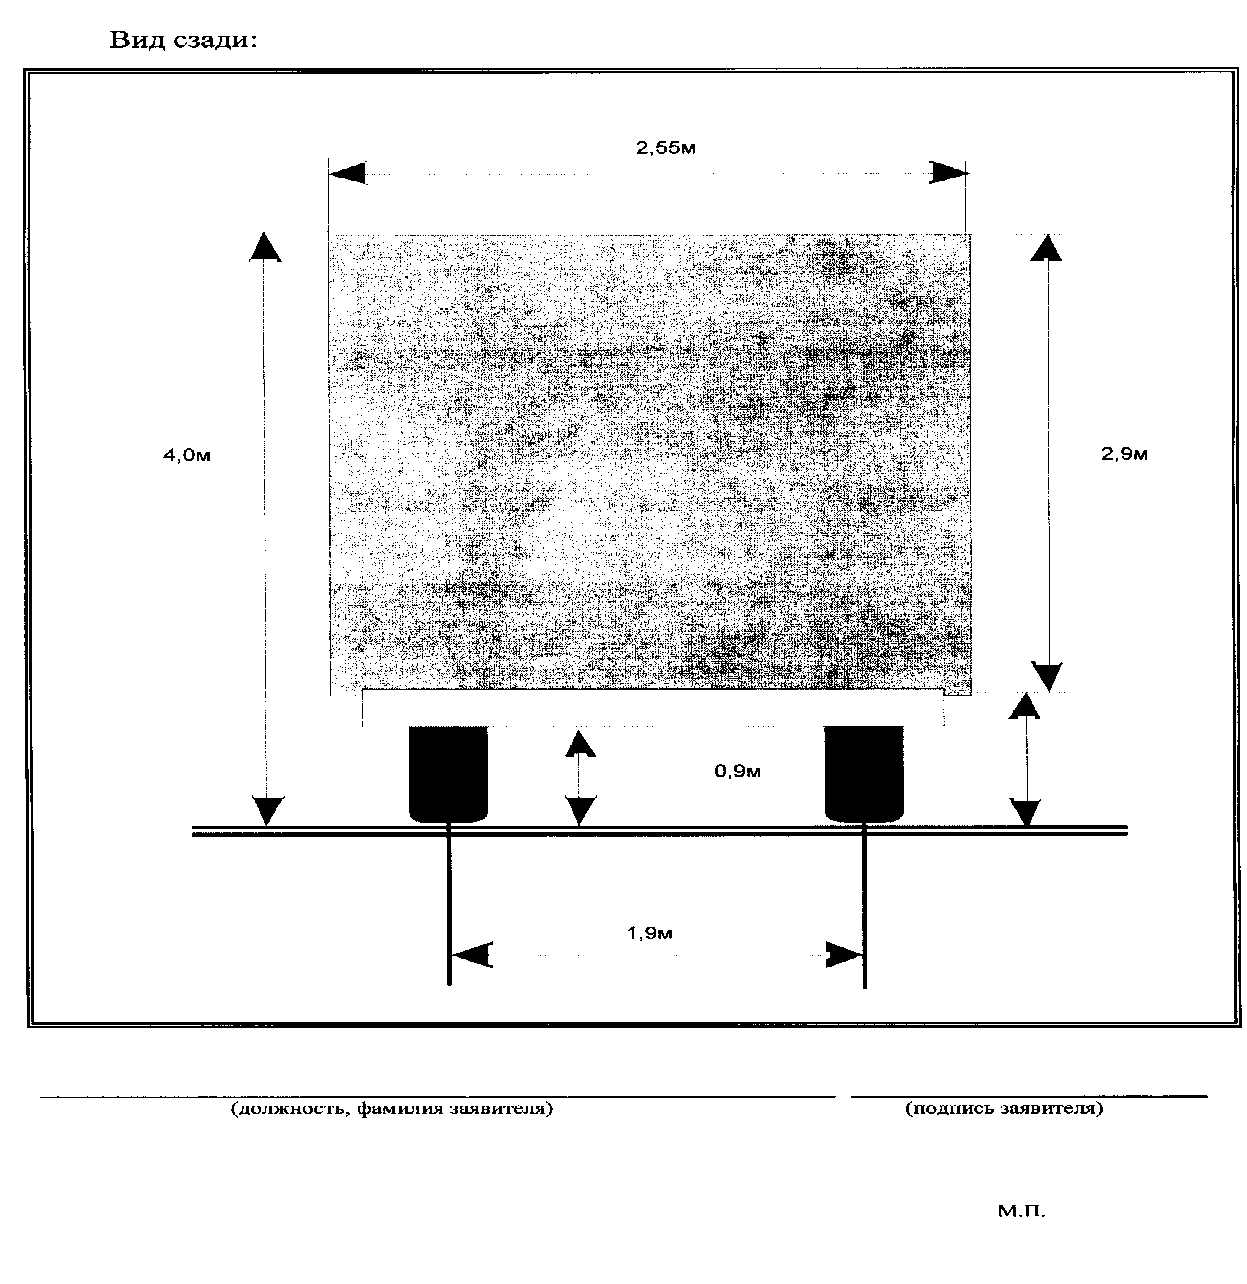 Вид сзади:
2,55м
4,0м
2,9м
0,9м
1,9м
(должность, фамилия заявителя)
(подпись заявителя)
М.П.